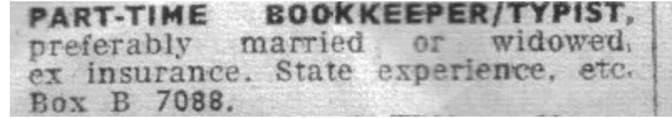 PART-TIME BOOKKEEPER/TYPIST,
preferably married or widowed,
ex insurance. State experience, etc.
Box B 7088.